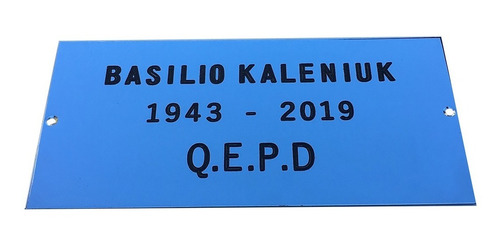 BASILIO KALENIUK
1943 - 2019
Q.E.P.D